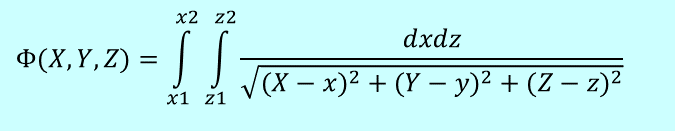 Φ(X, Y, Z) = ∫_{x1}^{x2} ∫_{z1}^{z2} dxdz / √((X − x)² + (Y − y)² + (Z − z)²)